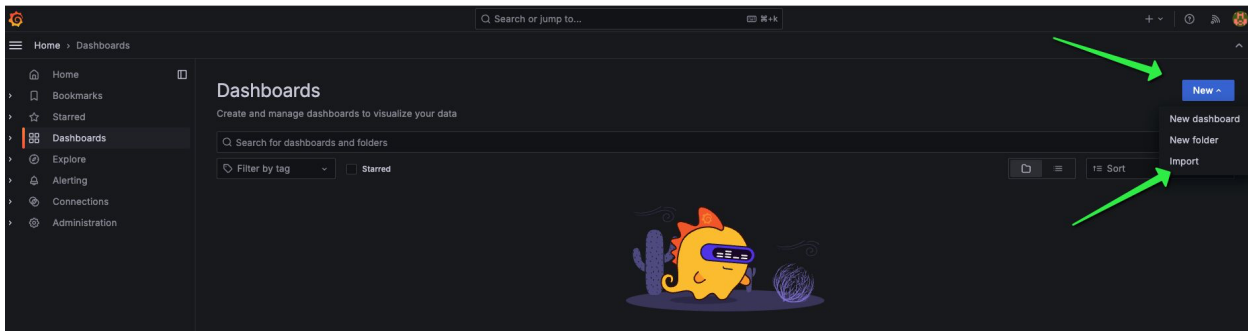 Search or jump to... ⌘+k
Home › Dashboards
Home
Bookmarks
Starred
Dashboards
Explore
Alerting
Connections
Administration
Dashboards
Create and manage dashboards to visualize your data
New
New dashboard
New folder
Import
Search for dashboards and folders
Filter by tag
Starred
Sort